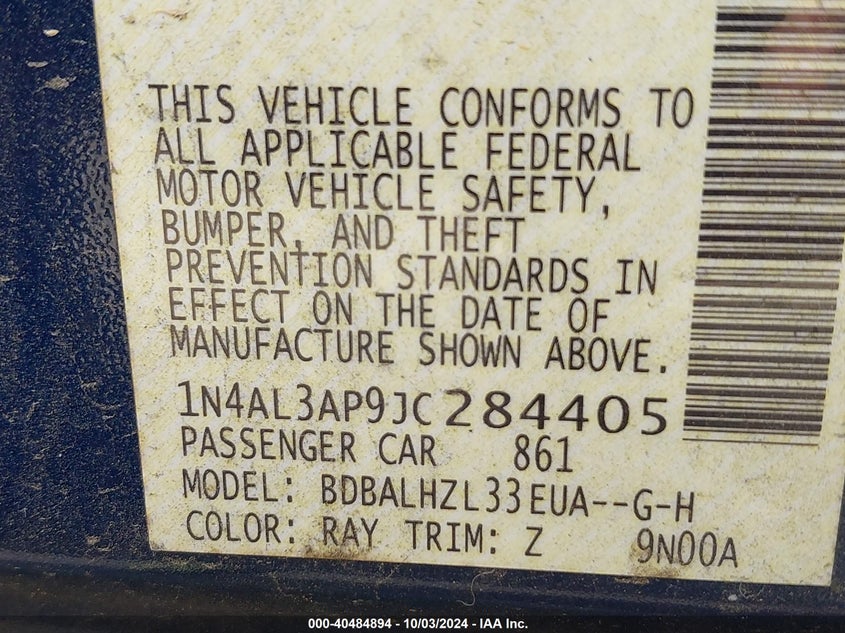 THIS VEHICLE CONFORMS TO
ALL APPLICABLE FEDERAL
MOTOR VEHICLE SAFETY,
BUMPER, AND THEFT
PREVENTION STANDARDS IN
EFFECT ON THE DATE OF
MANUFACTURE SHOWN ABOVE.
1N4AL3AP9JC284405
PASSENGER CAR 861
MODEL: BDBALHZL33EUA--G-H
COLOR: RAY TRIM: Z 9N00A
000-40484894 - 10/03/2024 - IAA Inc.